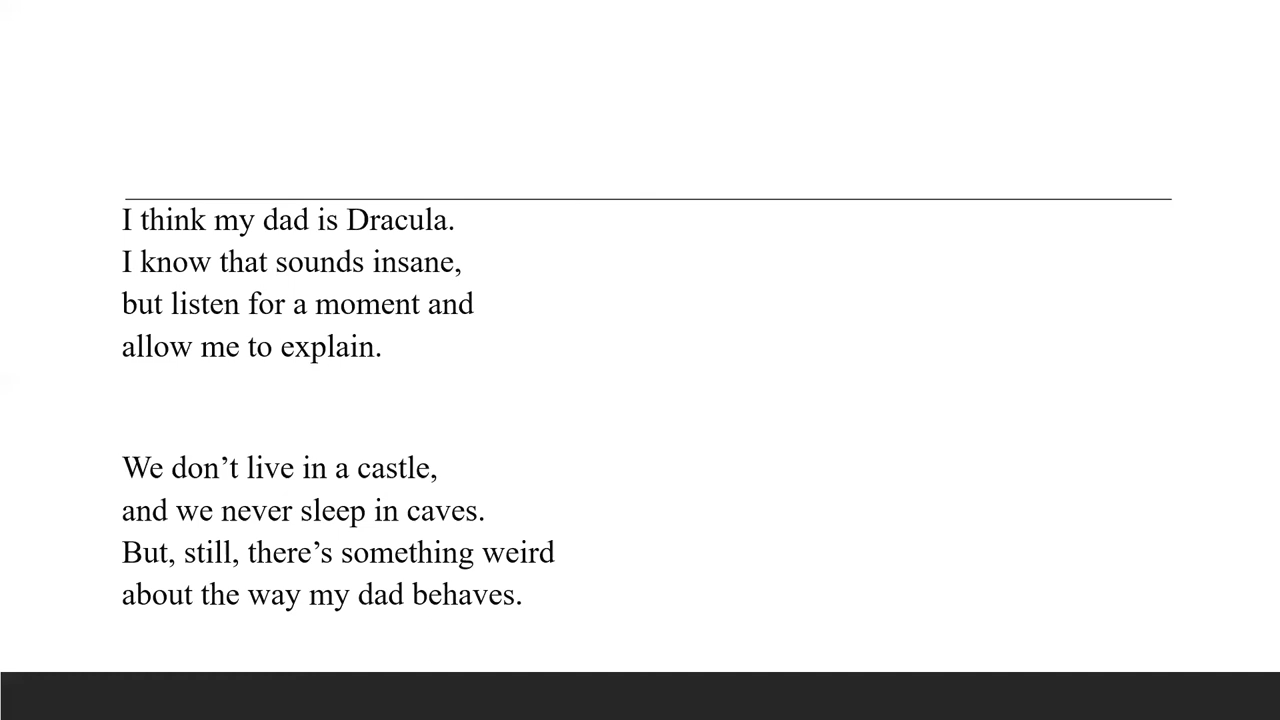 I think my dad is Dracula.
I know that sounds insane,
but listen for a moment and
allow me to explain.
We don’t live in a castle,
and we never sleep in caves.
But, still, there’s something weird
about the way my dad behaves.